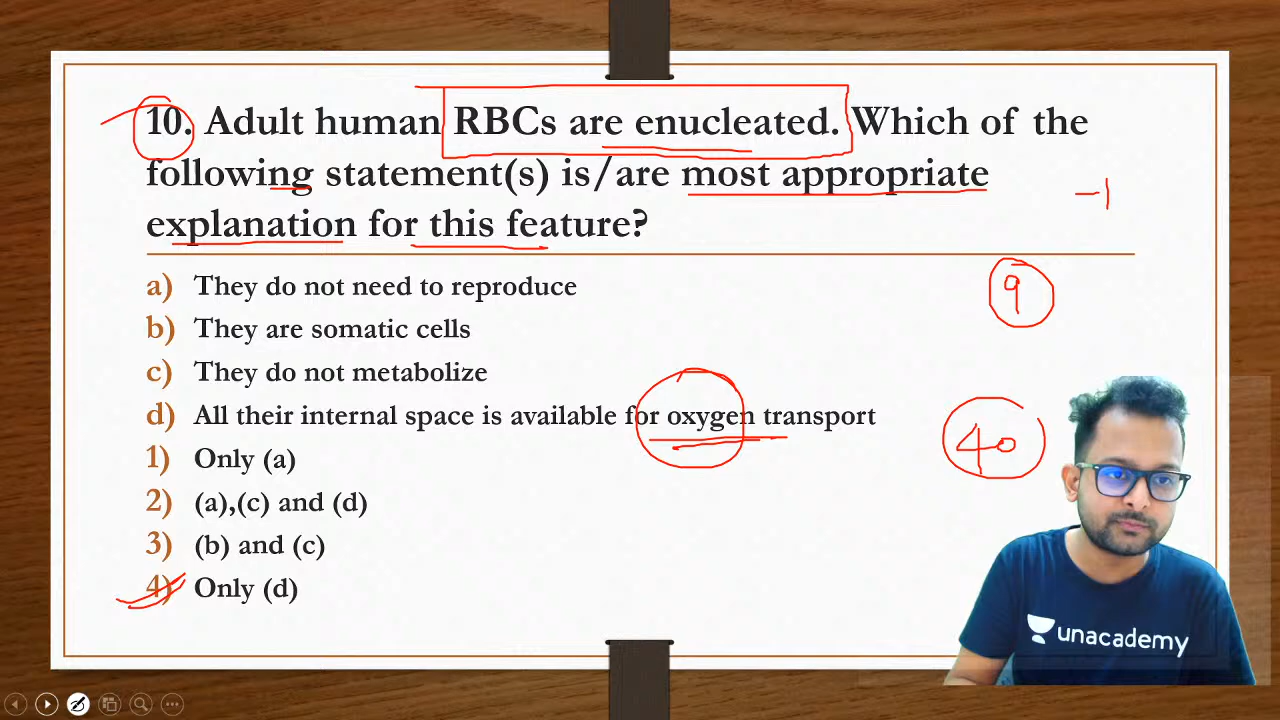 10. Adult human RBCs are enucleated. Which of the
following statement(s) is/are most appropriate
explanation for this feature?
-1
9
a) They do not need to reproduce
b) They are somatic cells
c) They do not metabolize
d) All their internal space is available for oxygen transport
40
1) Only (a)
2) (a),(c) and (d)
3) (b) and (c)
4) Only (d)
unacademy